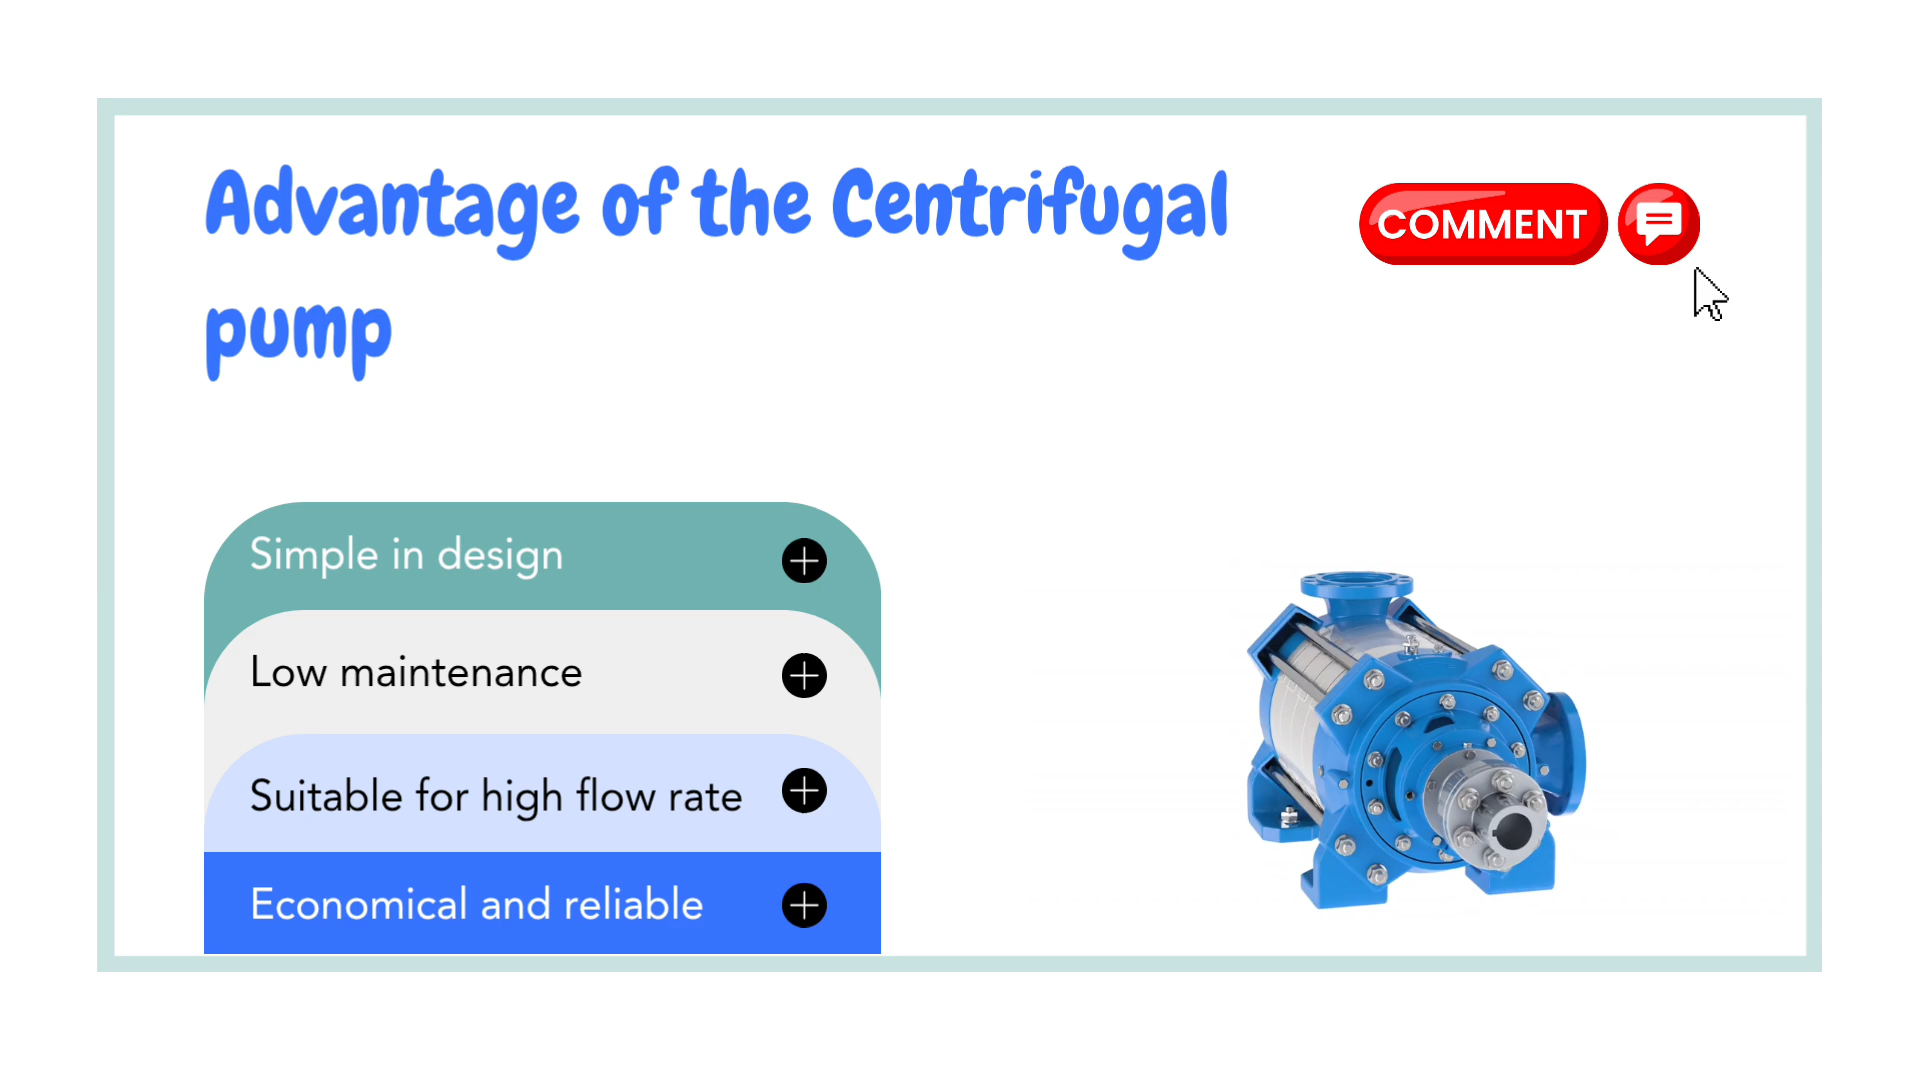 Advantage of the Centrifugal
pump
COMMENT
Simple in design
Low maintenance
Suitable for high flow rate
Economical and reliable